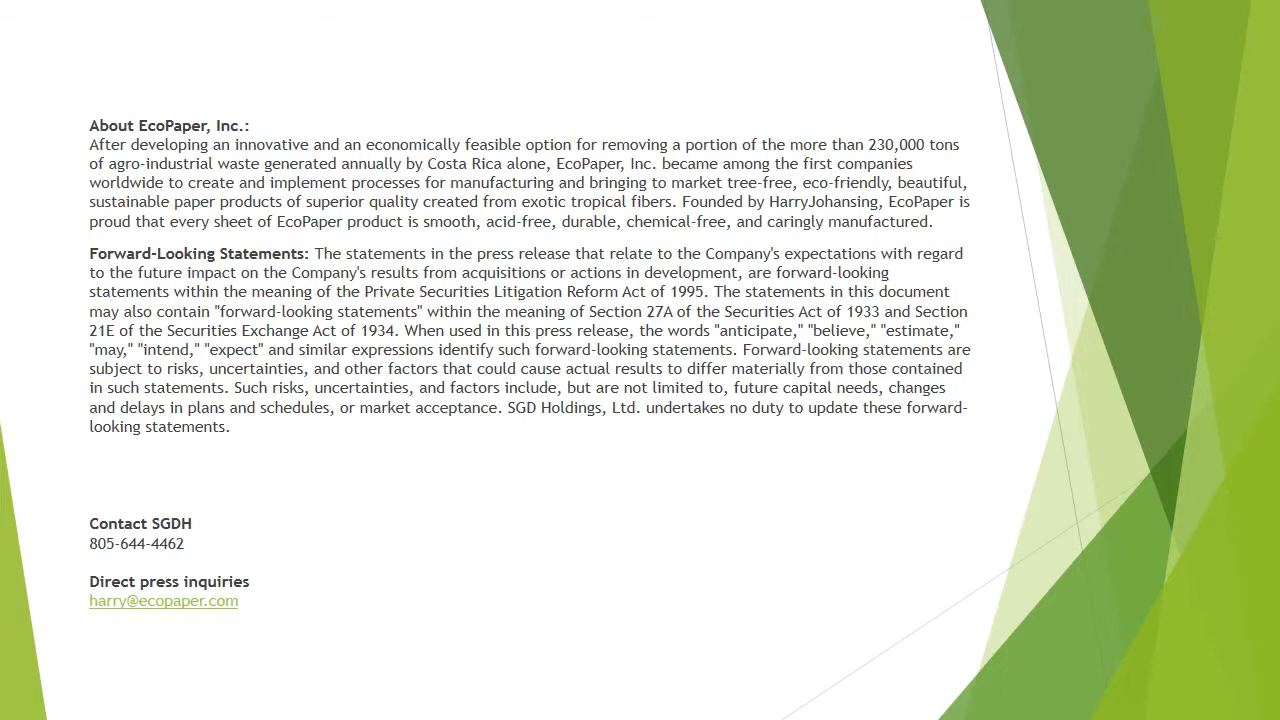 About EcoPaper, Inc.:
After developing an innovative and an economically feasible option for removing a portion of the more than 230,000 tons
of agro-industrial waste generated annually by Costa Rica alone, EcoPaper, Inc. became among the first companies
worldwide to create and implement processes for manufacturing and bringing to market tree-free, eco-friendly, beautiful,
sustainable paper products of superior quality created from exotic tropical fibers. Founded by HarryJohansing, EcoPaper is
proud that every sheet of EcoPaper product is smooth, acid-free, durable, chemical-free, and caringly manufactured.
Forward-Looking Statements: The statements in the press release that relate to the Company's expectations with regard
to the future impact on the Company's results from acquisitions or actions in development, are forward-looking
statements within the meaning of the Private Securities Litigation Reform Act of 1995. The statements in this document
may also contain "forward-looking statements" within the meaning of Section 27A of the Securities Act of 1933 and Section
21E of the Securities Exchange Act of 1934. When used in this press release, the words "anticipate," "believe," "estimate,"
"may," "intend," "expect" and similar expressions identify such forward-looking statements. Forward-looking statements are
subject to risks, uncertainties, and other factors that could cause actual results to differ materially from those contained
in such statements. Such risks, uncertainties, and factors include, but are not limited to, future capital needs, changes
and delays in plans and schedules, or market acceptance. SGD Holdings, Ltd. undertakes no duty to update these forward-
looking statements.
Contact SGDH
805-644-4462
Direct press inquiries
harry@ecopaper.com